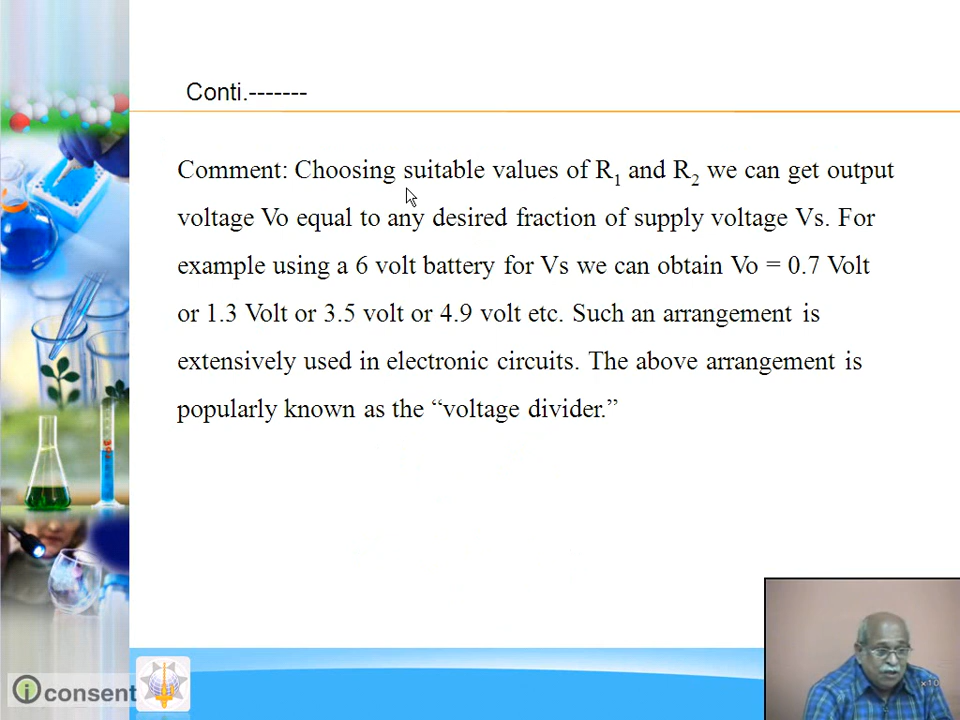 Conti.-------
Comment: Choosing suitable values of R1 and R2 we can get output
voltage Vo equal to any desired fraction of supply voltage Vs. For
example using a 6 volt battery for Vs we can obtain Vo = 0.7 Volt
or 1.3 Volt or 3.5 volt or 4.9 volt etc. Such an arrangement is
extensively used in electronic circuits. The above arrangement is
popularly known as the “voltage divider.”
i consent